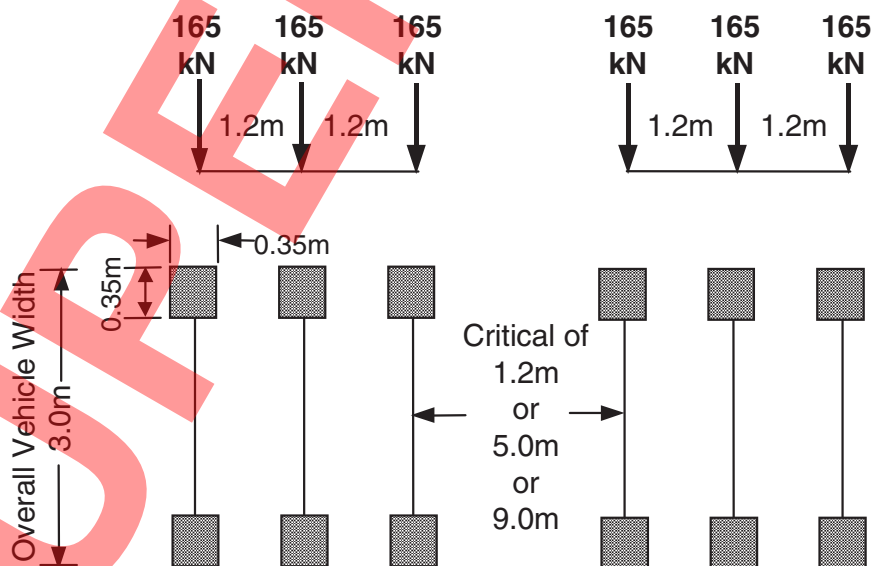 165 165 165 165 165 165
kN kN kN kN kN kN
1.2m 1.2m 1.2m 1.2m
0.35m
0.35m
Overall Vehicle Width
3.0m
Critical of
1.2m
or
5.0m
or
9.0m
UPE